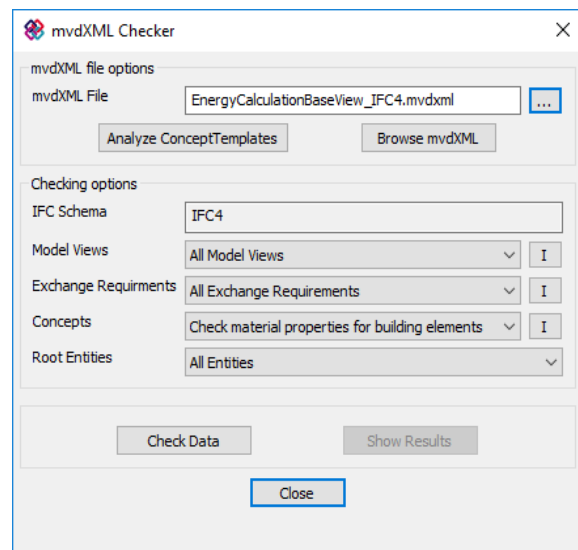 mvdXML Checker
mvdXML file options
mvdXML File EnergyCalculationBaseView_IFC4.mvdxml ...
Analyze ConceptTemplates Browse mvdXML
Checking options
IFC Schema IFC4
Model Views All Model Views I
Exchange Requirments All Exchange Requirements I
Concepts Check material properties for building elements I
Root Entities All Entities
Check Data Show Results
Close